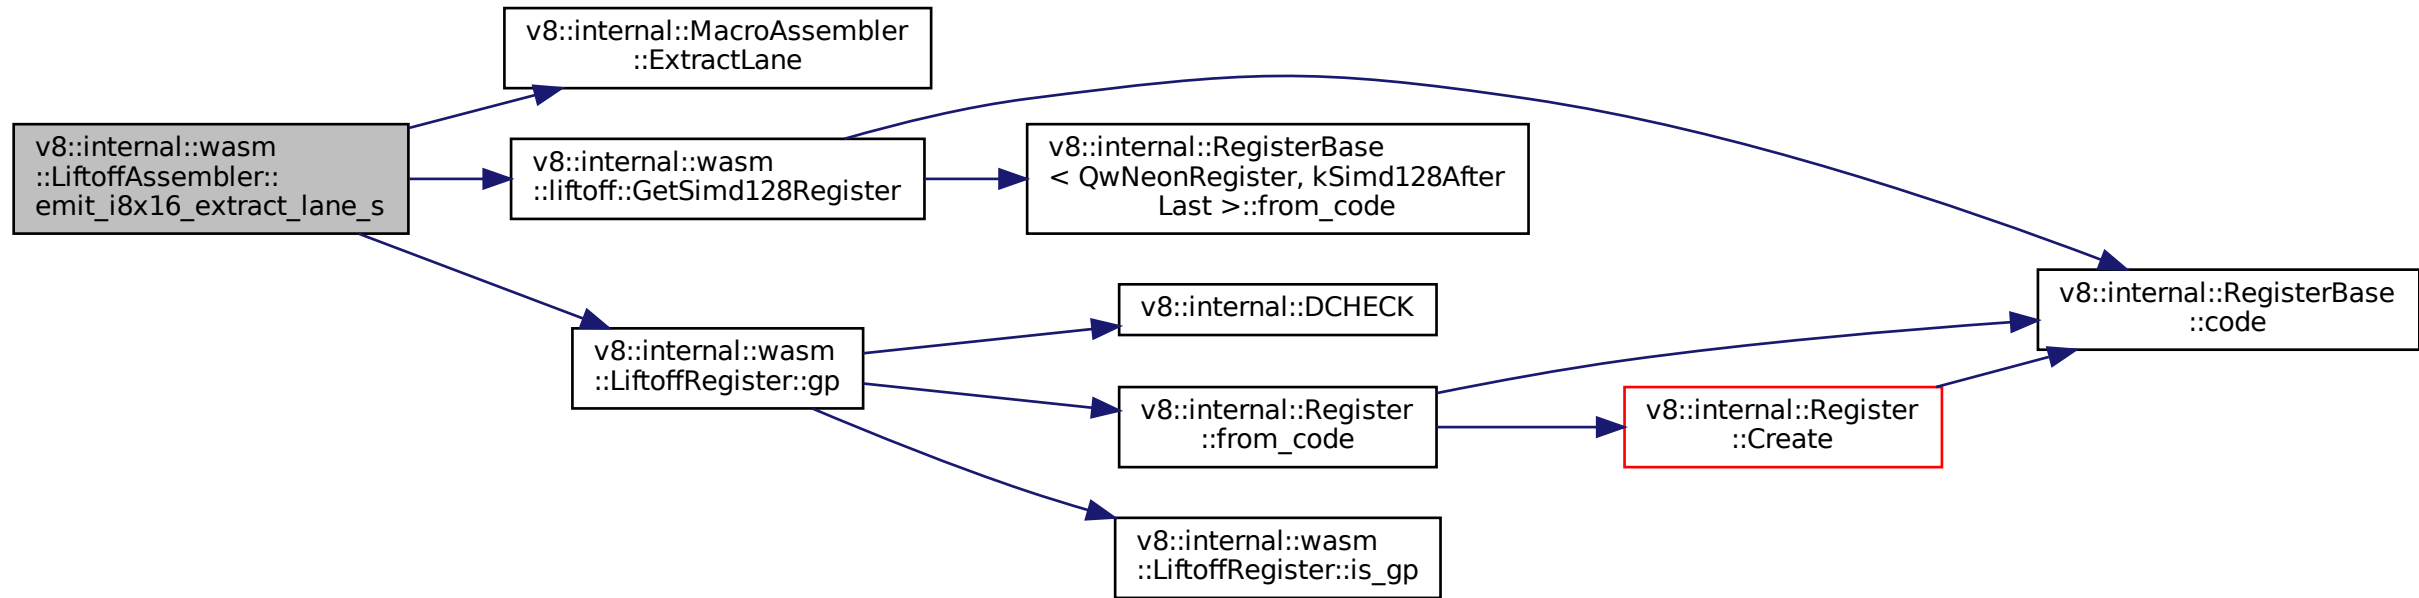 v8::internal::MacroAssembler
::ExtractLane
v8::internal::wasm
::LiftoffAssembler::
emit_i8x16_extract_lane_s
v8::internal::wasm
::liftoff::GetSimd128Register
v8::internal::RegisterBase
< QwNeonRegister, kSimd128After
Last >::from_code
v8::internal::RegisterBase
::code
v8::internal::DCHECK
v8::internal::wasm
::LiftoffRegister::gp
v8::internal::Register
::from_code
v8::internal::Register
::Create
v8::internal::wasm
::LiftoffRegister::is_gp